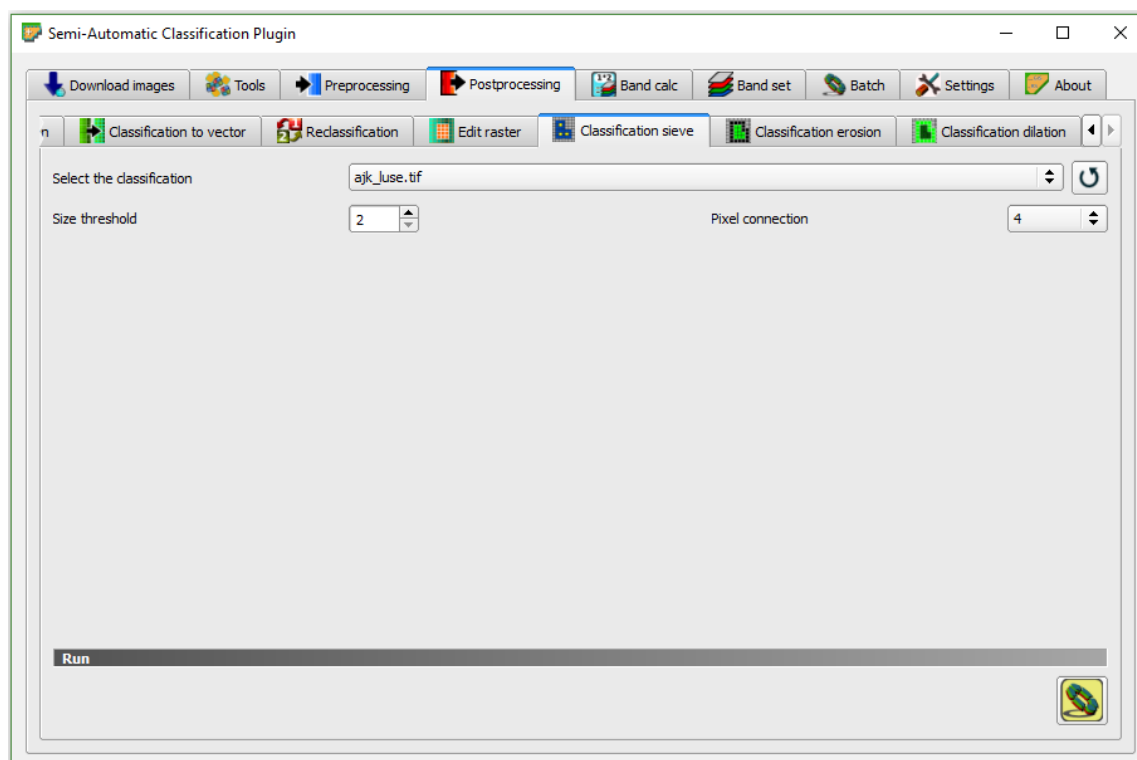 Semi-Automatic Classification Plugin
Download images Tools Preprocessing Postprocessing Band calc Band set Batch Settings About
n Classification to vector Reclassification Edit raster Classification sieve Classification erosion Classification dilation
Select the classification ajk_luse.tif
Size threshold 2 Pixel connection 4
Run